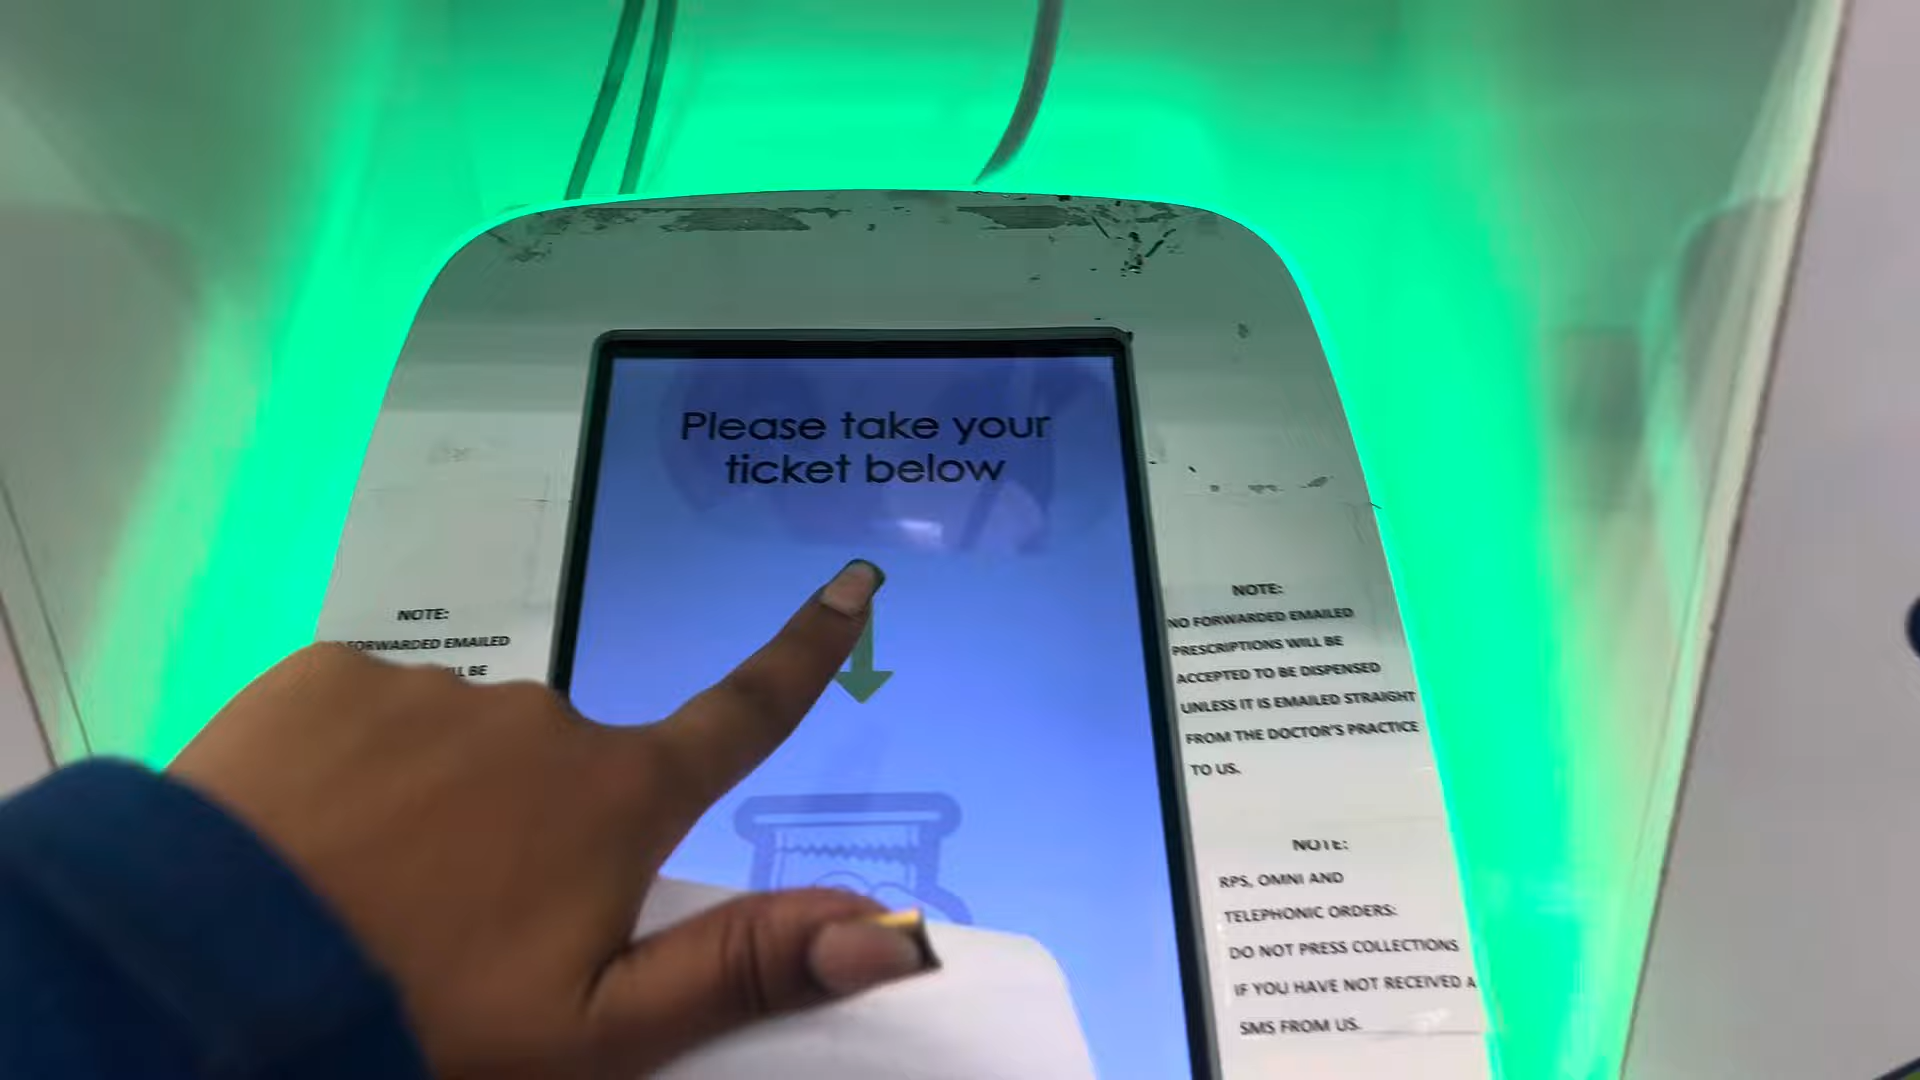 Please take your
ticket below
NOTE:
FORWARDED EMAILED
BE
NOTE:
NO FORWARDED EMAILED
PRESCRIPTIONS WILL BE
ACCEPTED TO BE DISPENSED
UNLESS IT IS EMAILED STRAIGHT
FROM THE DOCTOR'S PRACTICE
TO US.
NOTE:
RPS, OMNI AND
TELEPHONIC ORDERS:
DO NOT PRESS COLLECTIONS
IF YOU HAVE NOT RECEIVED A
SMS FROM US.